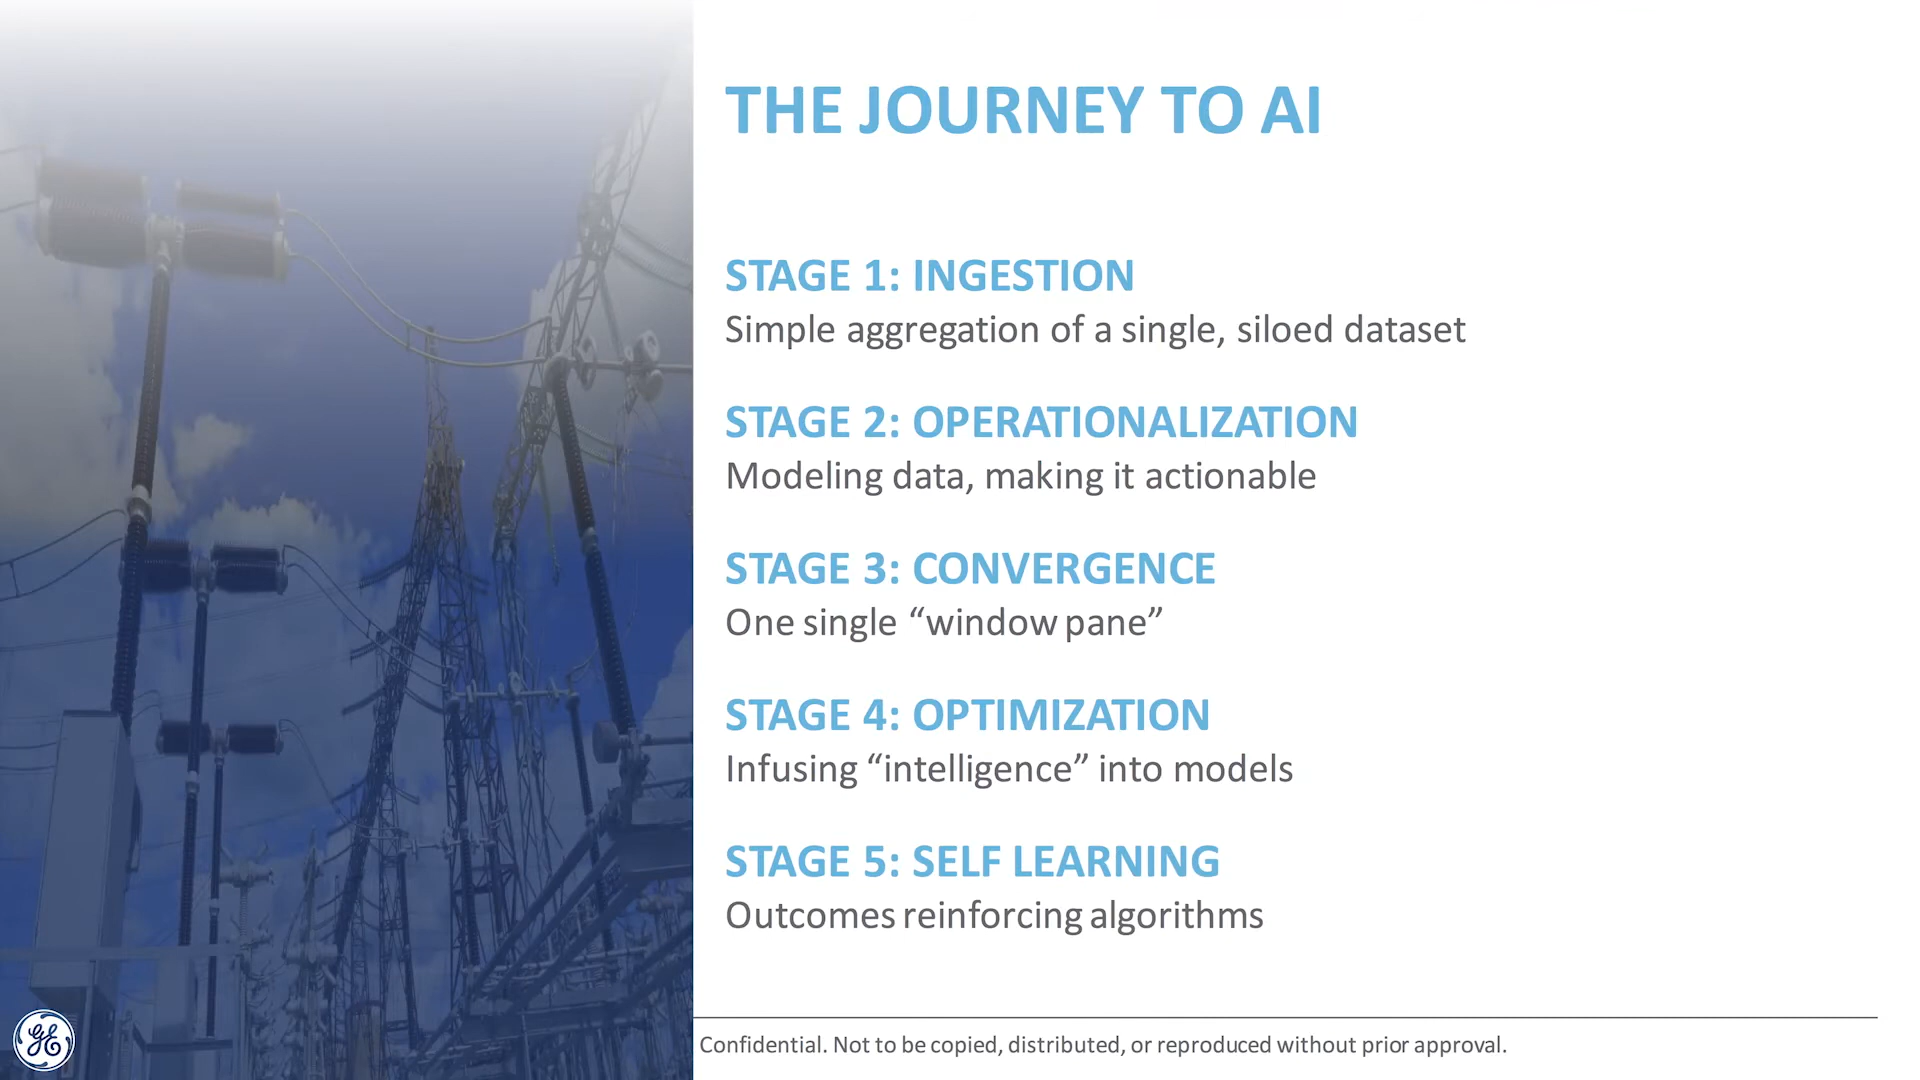 THE JOURNEY TO AI
STAGE 1: INGESTION
Simple aggregation of a single, siloed dataset
STAGE 2: OPERATIONALIZATION
Modeling data, making it actionable
STAGE 3: CONVERGENCE
One single “window pane”
STAGE 4: OPTIMIZATION
Infusing “intelligence” into models
STAGE 5: SELF LEARNING
Outcomes reinforcing algorithms
GE
Confidential. Not to be copied, distributed, or reproduced without prior approval.